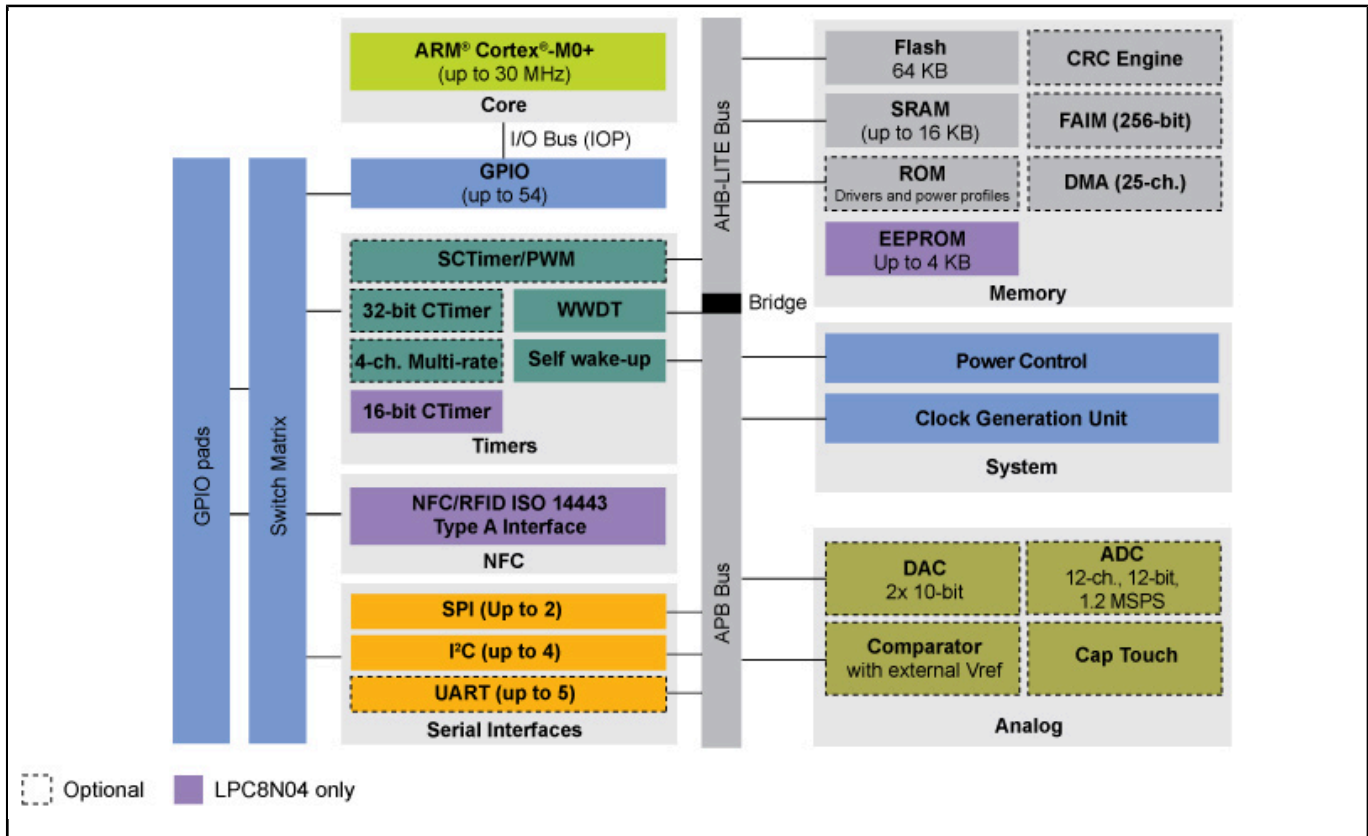 ARM® Cortex®-M0+
(up to 30 MHz)
Core
I/O Bus (IOP)
GPIO
(up to 54)
SCTimer/PWM
32-bit CTimer
WWDT
4-ch. Multi-rate
Self wake-up
16-bit CTimer
Timers
NFC/RFID ISO 14443
Type A Interface
NFC
SPI (Up to 2)
I²C (up to 4)
UART (up to 5)
Serial Interfaces
GPIO pads
Switch Matrix
AHB-LITE Bus
Bridge
APB Bus
Flash
64 KB
CRC Engine
SRAM
(up to 16 KB)
FAIM (256-bit)
ROM
Drivers and power profiles
DMA (25-ch.)
EEPROM
Up to 4 KB
Memory
Power Control
Clock Generation Unit
System
DAC
2x 10-bit
ADC
12-ch., 12-bit,
1.2 MSPS
Comparator
with external Vref
Cap Touch
Analog
Optional
LPC8N04 only